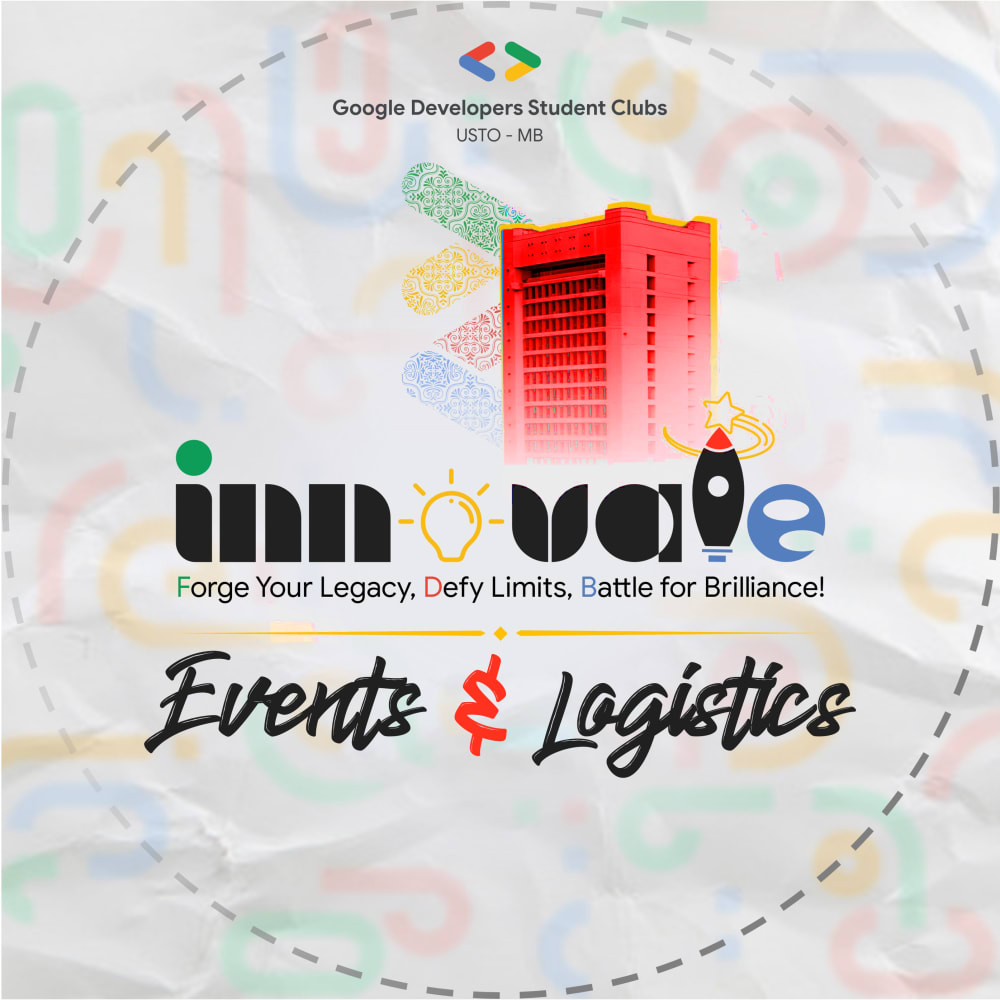 Google Developers Student Clubs
USTO - MB
innovate
Forge Your Legacy, Defy Limits, Battle for Brilliance!
Events & Logistics